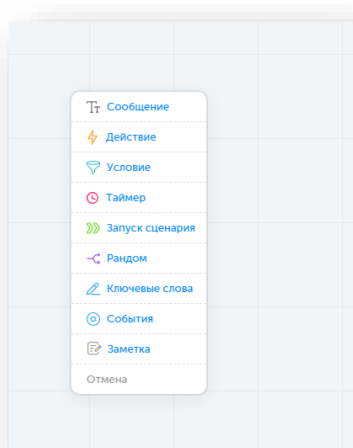 Сообщение
Действие
Условие
Таймер
Запуск сценария
Рандом
Ключевые слова
События
Заметка
Отмена